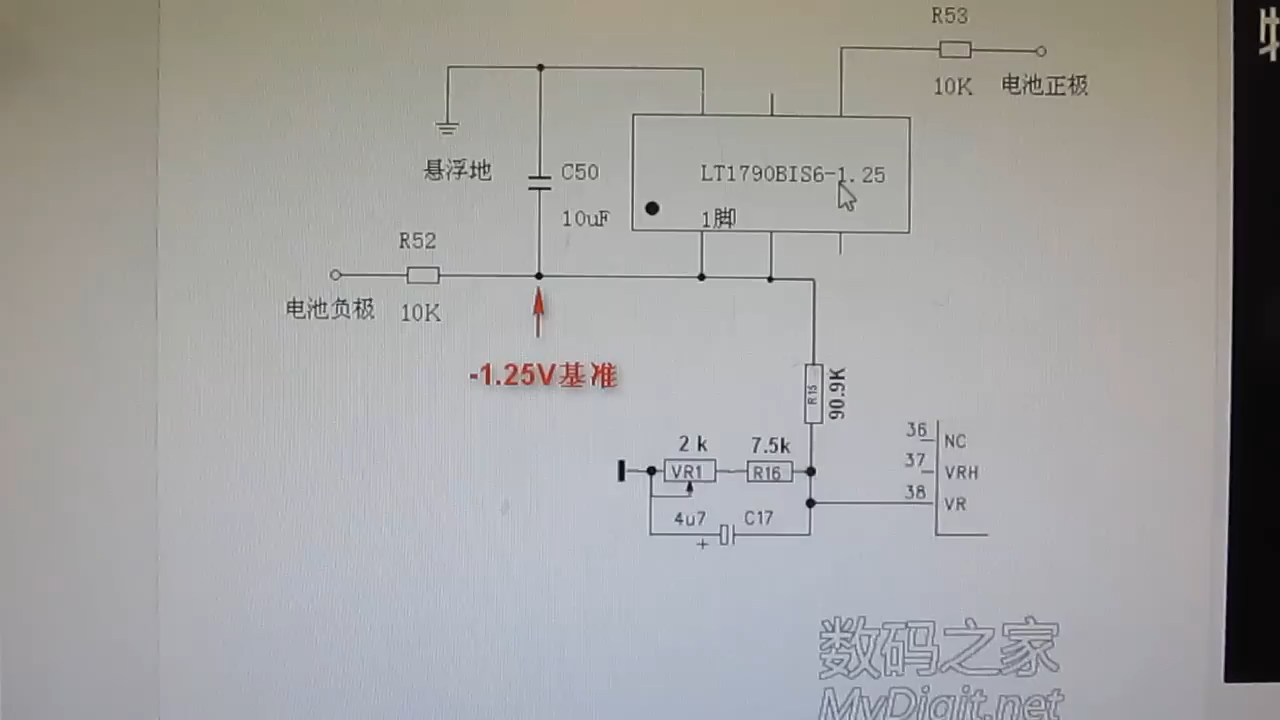 R53
10K 电池正极
悬浮地
C50
10uF
LT1790BIS6-1.25
1脚
R52
电池负极 10K
-1.25V基准
R15
90.9K
2 k
7.5k
VR1
R16
4u7
C17
+
36 NC
37 VRH
38 VR
数码之家
MyDigit.net